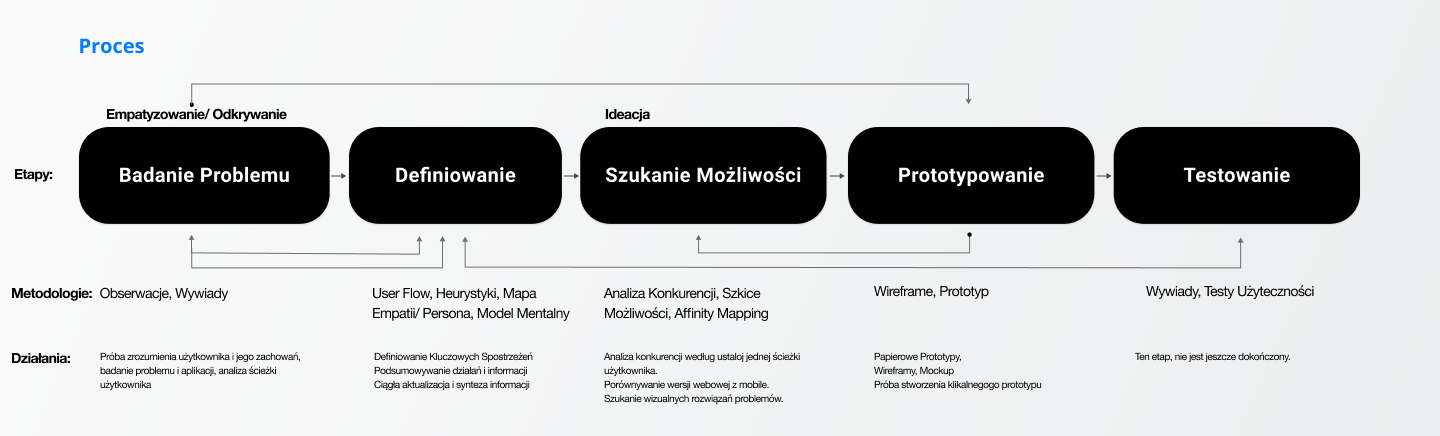 Proces
Empatyzowanie/ Odkrywanie
Ideacja
Etapy:
Badanie Problemu
Definiowanie
Szukanie Możliwości
Prototypowanie
Testowanie
Metodologie:
Obserwacje, Wywiady
User Flow, Heurystyki, Mapa
Empatii/ Persona, Model Mentalny
Analiza Konkurencji, Szkice
Możliwości, Affinity Mapping
Wireframe, Prototyp
Wywiady, Testy Użyteczności
Działania:
Próba zrozumienia użytkownika i jego zachowań,
badanie problemu i aplikacji, analiza ścieżki
użytkownika
Definiowanie Kluczowych Spostrzeżeń
Podsumowywanie działań i informacji
Ciągła aktualizacja i synteza informacji
Analiza konkurencji według ustaloj jednej ścieżki
użytkownika.
Porównywanie wersji webowej z mobile.
Szukanie wizualnych rozwiązań problemów.
Papierowe Prototypy,
Wireframy, Mockup
Próba stworzenia klikalnegogo prototypu
Ten etap, nie jest jeszcze dokończony.